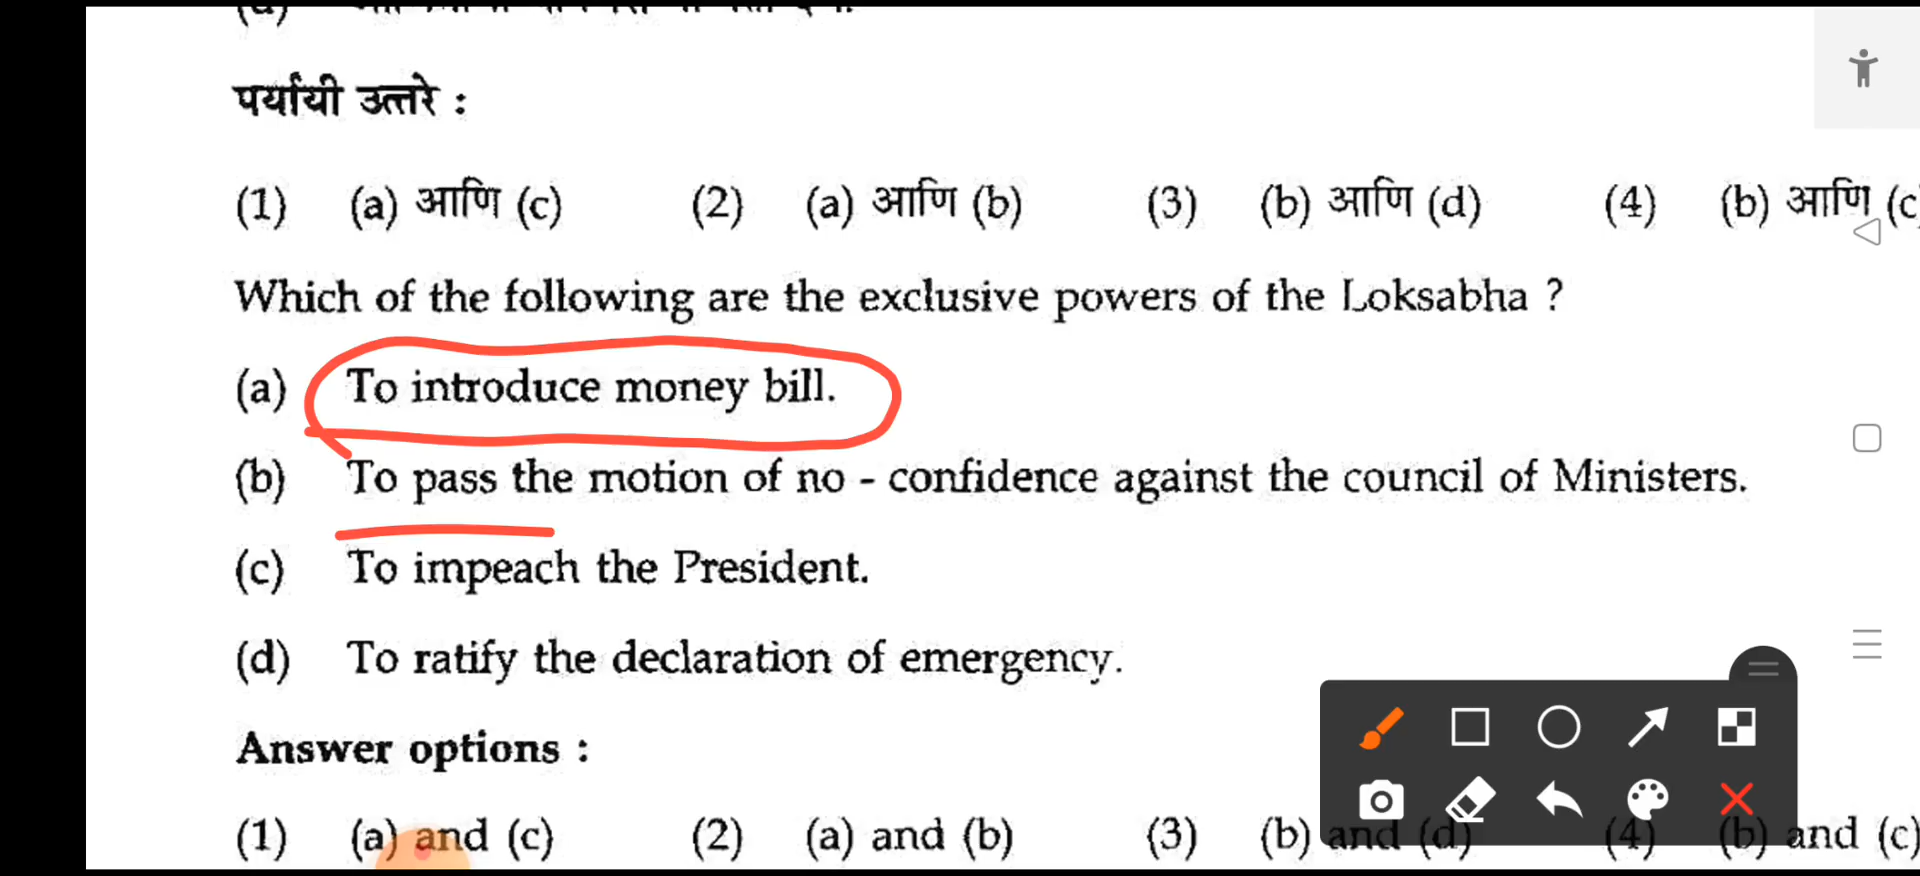 पर्यायी उत्तरे :
(1) (a) आणि (c) (2) (a) आणि (b) (3) (b) आणि (d) (4) (b) आणि (c
Which of the following are the exclusive powers of the Loksabha ?
(a) To introduce money bill.
(b) To pass the motion of no - confidence against the council of Ministers.
(c) To impeach the President.
(d) To ratify the declaration of emergency.
Answer options :
(1) (a) and (c) (2) (a) and (b) (3) (b) and (d) (4) (b) and (c)